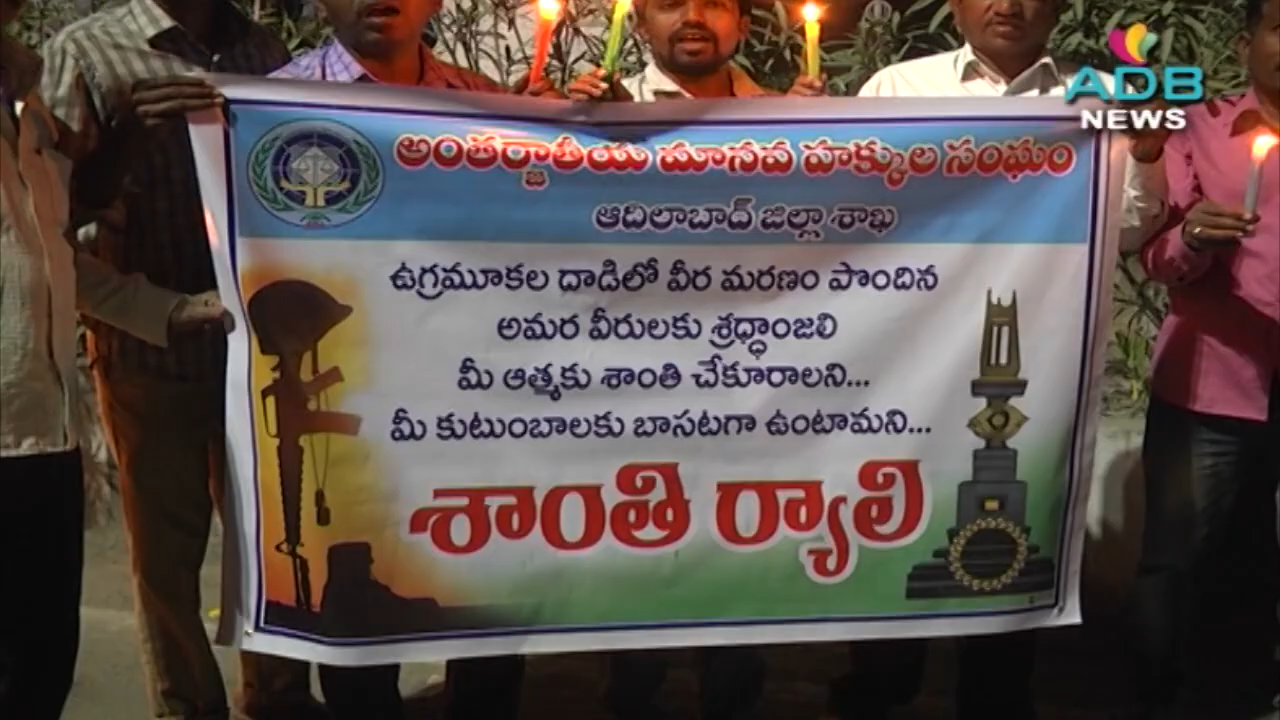 ADB
NEWS
అంతర్జాతీయ మానవ హక్కుల సంఘం
ఆదిలాబాద్ జిల్లా శాఖ
ఉగ్రమూకల దాడిలో వీర మరణం పొందిన
అమర వీరులకు శ్రద్ధాంజలి
మీ ఆత్మకు శాంతి చేకూరాలని...
మీ కుటుంబాలకు బాసటగా ఉంటామని...
శాంతి ర్యాలి